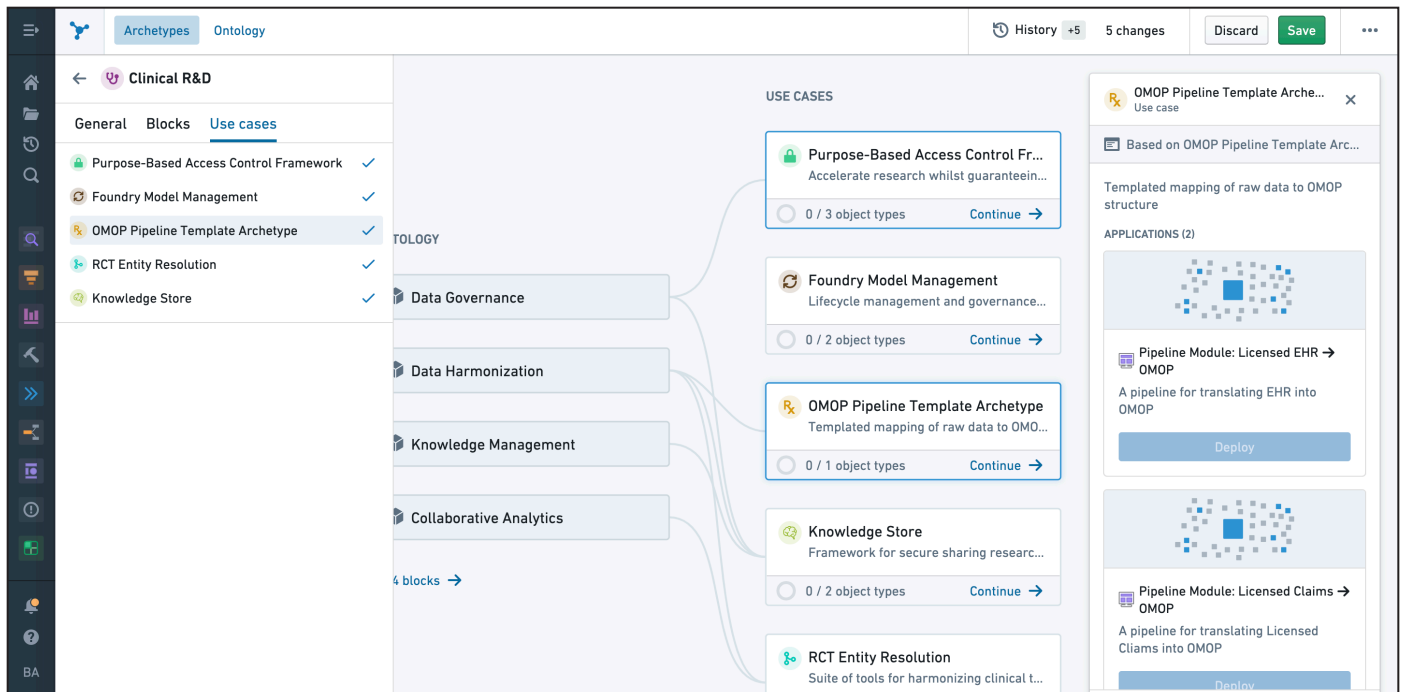 Archetypes
Ontology
History +5
5 changes
Discard
Save
Clinical R&D
General
Blocks
Use cases
Purpose-Based Access Control Framework
Foundry Model Management
OMOP Pipeline Template Archetype
RCT Entity Resolution
Knowledge Store
BA
TOLOGY
Data Governance
Data Harmonization
Knowledge Management
Collaborative Analytics
4 blocks
USE CASES
Purpose-Based Access Control Fr...
Accelerate research whilst guaranteein...
0 / 3 object types
Continue
Foundry Model Management
Lifecycle management and governance...
0 / 2 object types
Continue
OMOP Pipeline Template Archetype
Templated mapping of raw data to OMO...
0 / 1 object types
Continue
Knowledge Store
Framework for secure sharing researc...
0 / 2 object types
Continue
RCT Entity Resolution
Suite of tools for harmonizing clinical t...
OMOP Pipeline Template Arche...
Use case
Based on OMOP Pipeline Template Arc...
Templated mapping of raw data to OMOP
structure
APPLICATIONS (2)
Pipeline Module: Licensed EHR →
OMOP
A pipeline for translating EHR into
OMOP
Deploy
Pipeline Module: Licensed Claims →
OMOP
A pipeline for translating Licensed
Cliams into OMOP
Deploy